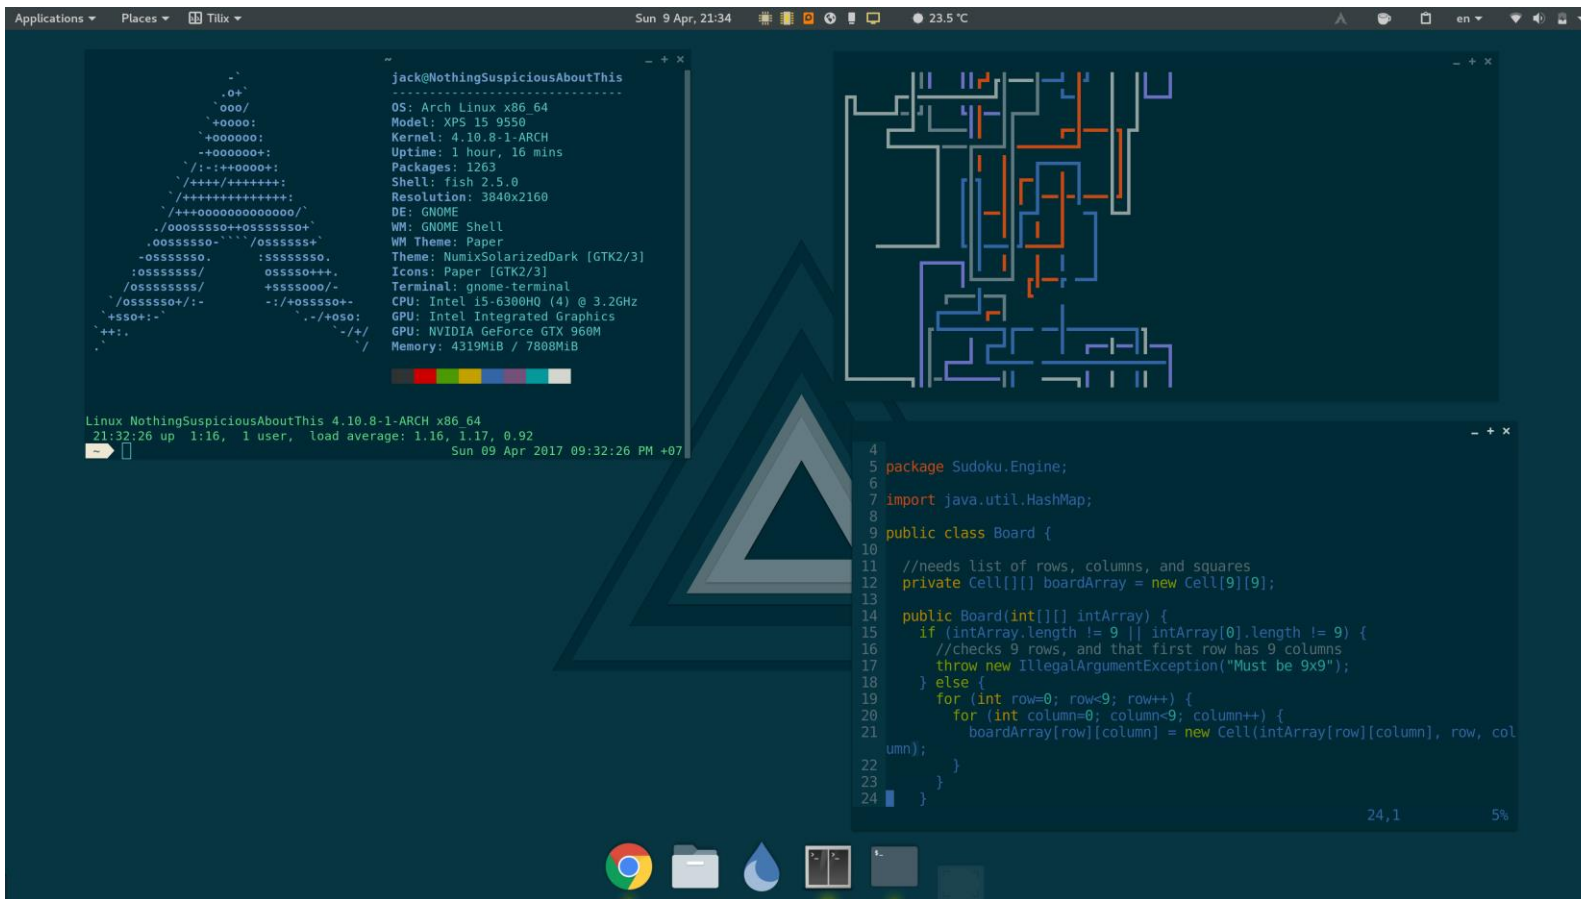 Applications Places Tilix Sun 9 Apr, 21:34 23.5 °C en
~
jack@NothingSuspiciousAboutThis
-------------------------------
OS: Arch Linux x86_64
Model: XPS 15 9550
Kernel: 4.10.8-1-ARCH
Uptime: 1 hour, 16 mins
Packages: 1263
Shell: fish 2.5.0
Resolution: 3840x2160
DE: GNOME
WM: GNOME Shell
WM Theme: Paper
Theme: NumixSolarizedDark [GTK2/3]
Icons: Paper [GTK2/3]
Terminal: gnome-terminal
CPU: Intel i5-6300HQ (4) @ 3.2GHz
GPU: Intel Integrated Graphics
GPU: NVIDIA GeForce GTX 960M
Memory: 4319MiB / 7808MiB
Linux NothingSuspiciousAboutThis 4.10.8-1-ARCH x86_64
21:32:26 up 1:16, 1 user, load average: 1.16, 1.17, 0.92
~ Sun 09 Apr 2017 09:32:26 PM +07
4
5 package Sudoku.Engine;
6
7 import java.util.HashMap;
8
9 public class Board {
10
11 //needs list of rows, columns, and squares
12 private Cell[][] boardArray = new Cell[9][9];
13
14 public Board(int[][] intArray) {
15 if (intArray.length != 9 || intArray[0].length != 9) {
16 //checks 9 rows, and that first row has 9 columns
17 throw new IllegalArgumentException("Must be 9x9");
18 } else {
19 for (int row=0; row<9; row++) {
20 for (int column=0; column<9; column++) {
21 boardArray[row][column] = new Cell(intArray[row][column], row, col
umn);
22 }
23 }
24 }
24,1 5%